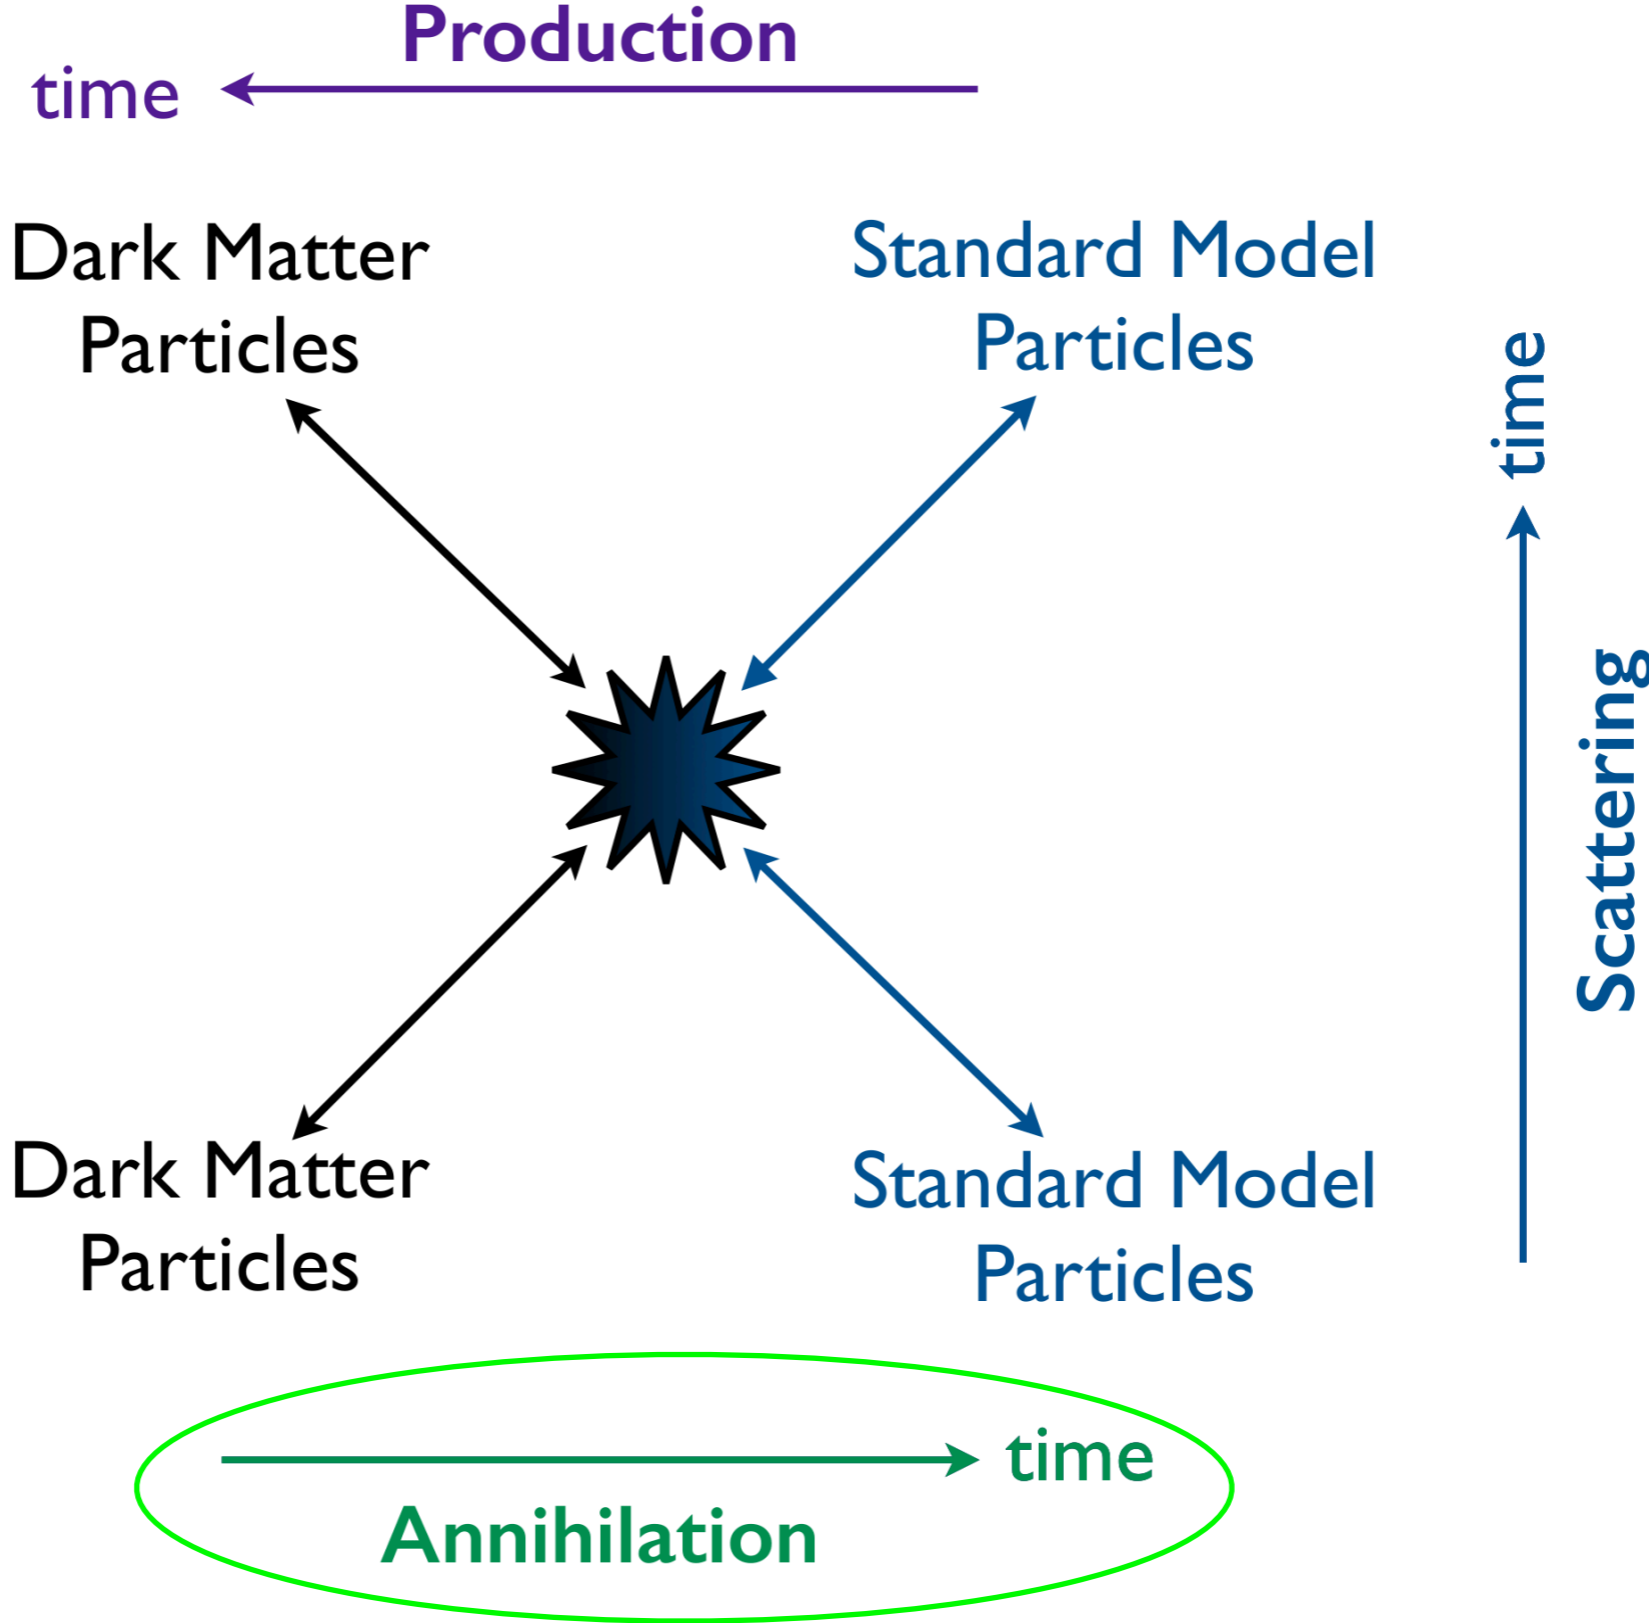 Production
time
Dark Matter
Particles
Standard Model
Particles
time
Scattering
Dark Matter
Particles
Standard Model
Particles
time
Annihilation